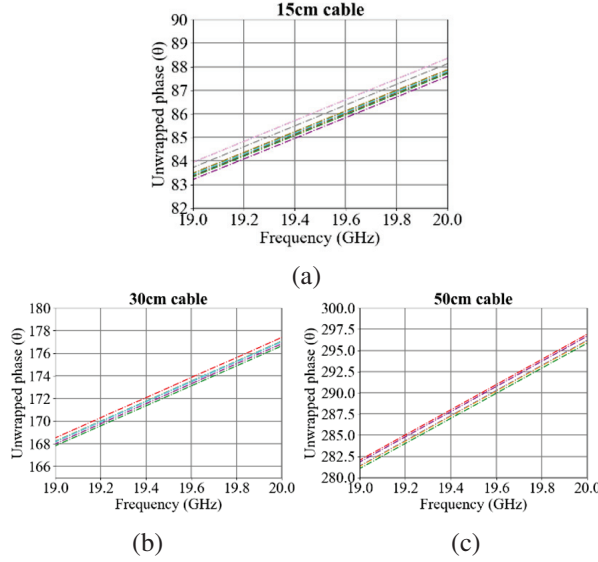 15cm cable
Unwrapped phase (θ)
90
89
88
87
86
85
84
83
82
19.0 19.2 19.4 19.6 19.8 20.0
Frequency (GHz)
(a)
30cm cable
Unwrapped phase (θ)
180
178
176
174
172
170
168
166
19.0 19.2 19.4 19.6 19.8 20.0
Frequency (GHz)
(b)
50cm cable
Unwrapped phase (θ)
300.0
297.5
295.0
292.5
290.0
287.5
285.0
282.5
280.0
19.0 19.2 19.4 19.6 19.8 20.0
Frequency (GHz)
(c)